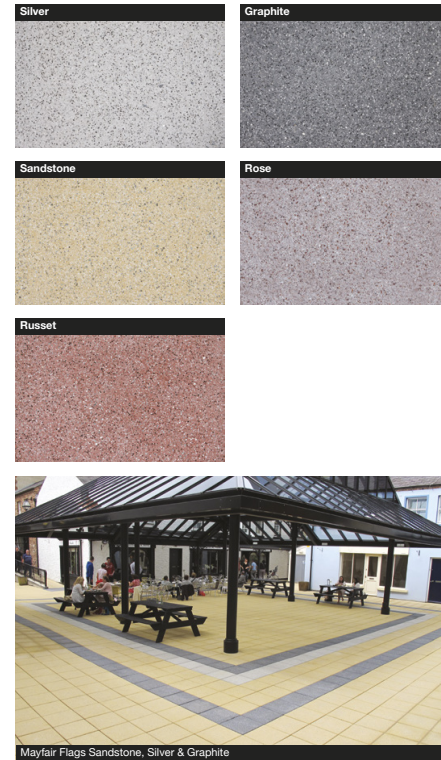 Silver
Graphite
Sandstone
Rose
Russet
Mayfair Flags Sandstone, Silver & Graphite